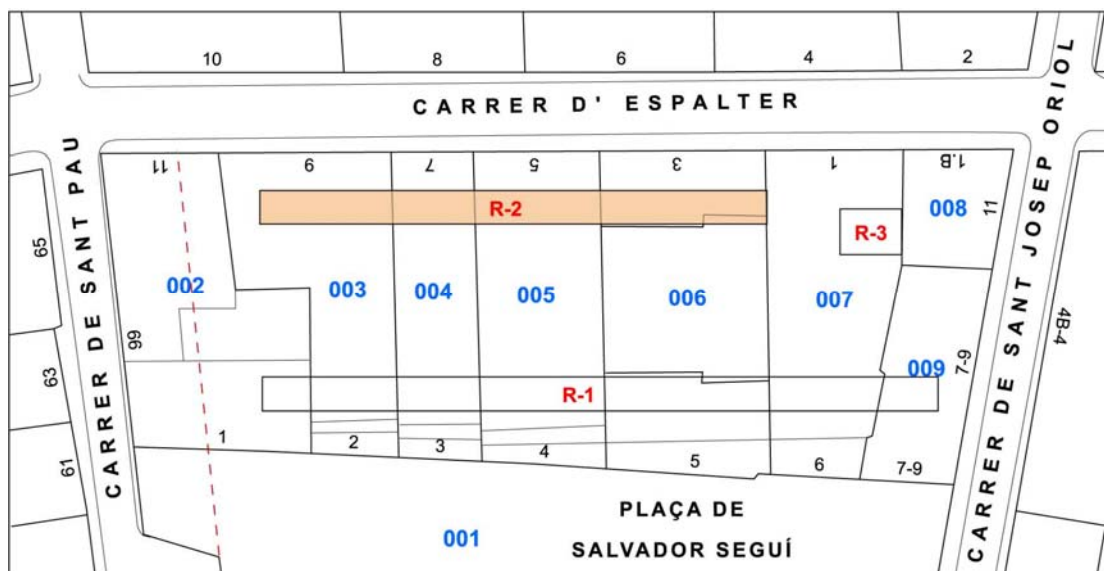 10 8 6 4 2
CARRER D' ESPALTER
CARRER DE SANT PAU
CARRER DE SANT JOSEP ORIOL
11 9 7 5 3 1 1.B
R-2
R-3
008
11
65
002 003 004 005 006 007
4B-4
99
009
7-9
63
R-1
1 2 3 4 5 6 7-9
61
PLAÇA DE
SALVADOR SEGUÍ
001